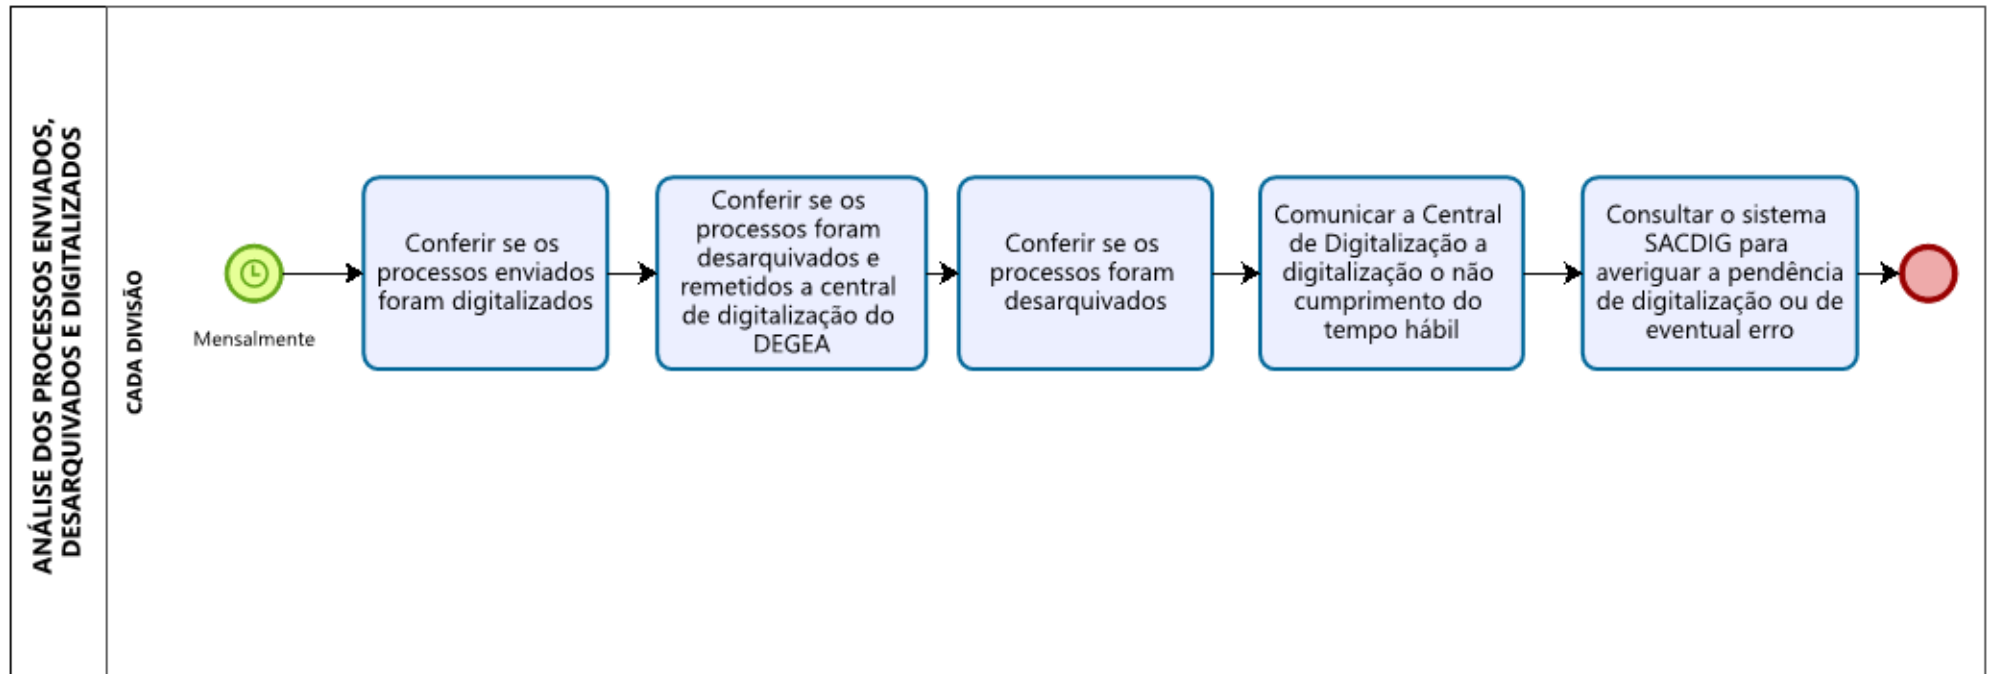 ANÁLISE DOS PROCESSOS ENVIADOS,
DESARQUIVADOS E DIGITALIZADOS
CADA DIVISÃO
Mensalmente
Conferir se os
processos enviados
foram digitalizados
Conferir se os
processos foram
desarquivados e
remetidos a central
de digitalização do
DEGEA
Conferir se os
processos foram
desarquivados
Comunicar a Central
de Digitalização a
digitalização o não
cumprimento do
tempo hábil
Consultar o sistema
SACDIG para
averiguar a pendência
de digitalização ou de
eventual erro